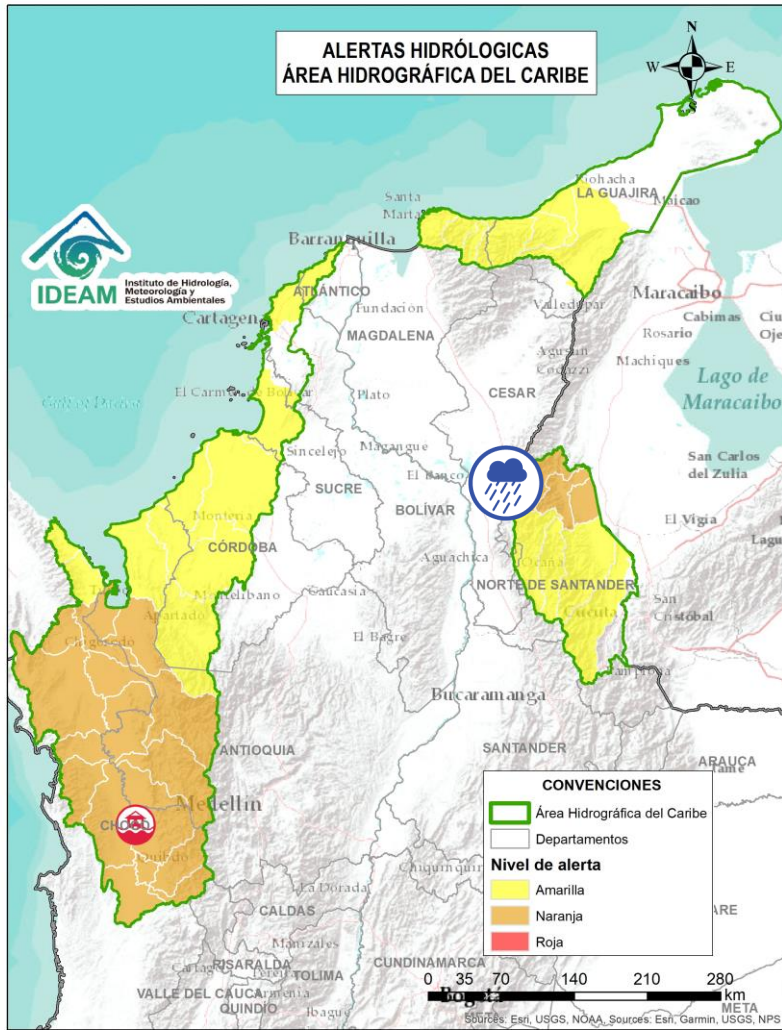 ALERTAS HIDRÓLOGICAS
ÁREA HIDROGRÁFICA DEL CARIBE
N
W
E
S
Riohacha
LA GUAJIRA
Maicao
Santa
Marta
Barranquilla
IDEAM
Instituto de Hidrología,
Meteorología y
Estudios Ambientales
ATLÁNTICO
Cartagena
Fundación
Valledupar
Maracaibo
Cabimas
MAGDALENA
Rosario
Agustín
Codazzi
Machiques
El Carmen de Bolívar
Plato
CESAR
Lago de
Maracaibo
Sincelejo
Magangue
San Carlos
del Zulia
SUCRE
El Banco
BOLÍVAR
Montería
El Vigía
CÓRDOBA
Aguachica
Ocaña
NORTE DE SANTANDER
Montelibano
Caucasia
Cucuta
San
Cristóbal
Apartado
El Bagre
Chigorodó
Bucaramanga
Pamplona
ANTIOQUIA
SANTANDER
ARAUCA
Medellín
CHOCÓ
Quibdó
CONVENCIONES
Área Hidrográfica del Caribe
Departamentos
Nivel de alerta
Amarilla
Naranja
Roja
La Dorada
CALDAS
Manizales
RISARALDA
TOLIMA
CUNDINAMARCA
VALLE DEL CAUCA
Armenia
QUINDÍO
Ibague
Bogotá
META
0 35 70 140 210 280
km
Sources: Esri, USGS, NOAA, Sources: Esri, Garmin, USGS, NPS